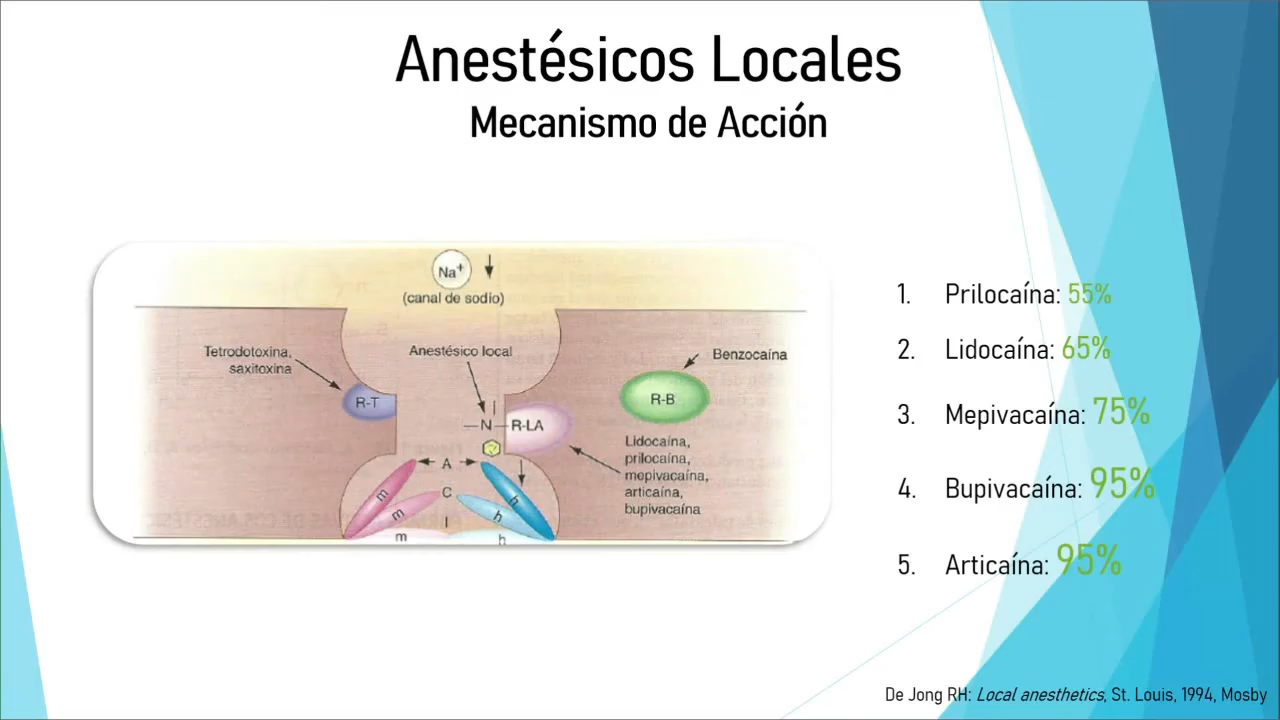 Anestésicos Locales
Mecanismo de Acción
Na+
(canal de sodio)
Tetrodotoxina,
saxitoxina
Anestésico local
Benzocaína
R-T
R-B
N
R-LA
Lidocaína,
prilocaína,
mepivacaína,
articaína,
bupivacaína
A
C
I
m
m
m
h
h
h
1. Prilocaína: 55%
2. Lidocaína: 65%
3. Mepivacaína: 75%
4. Bupivacaína: 95%
5. Articaína: 95%
De Jong RH: Local anesthetics, St. Louis, 1994, Mosby